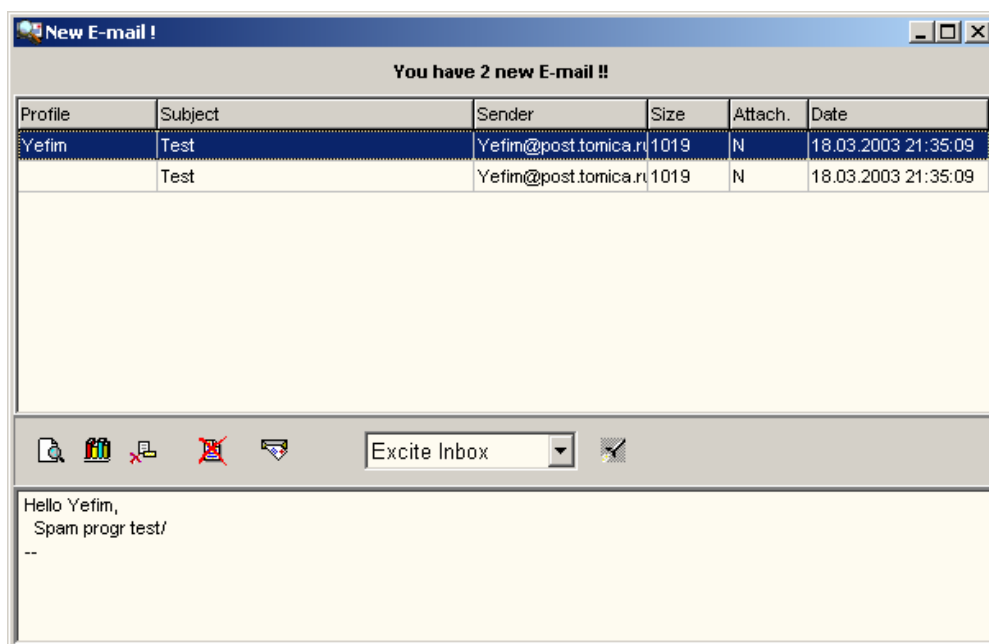 New E-mail !
You have 2 new E-mail !!
Profile Subject Sender Size Attach. Date
Yefim Test Yefim@post.tomica.ru 1019 N 18.03.2003 21:35:09
Test Yefim@post.tomica.ru 1019 N 18.03.2003 21:35:09
Excite Inbox
Hello Yefim,
Spam progr test/
--